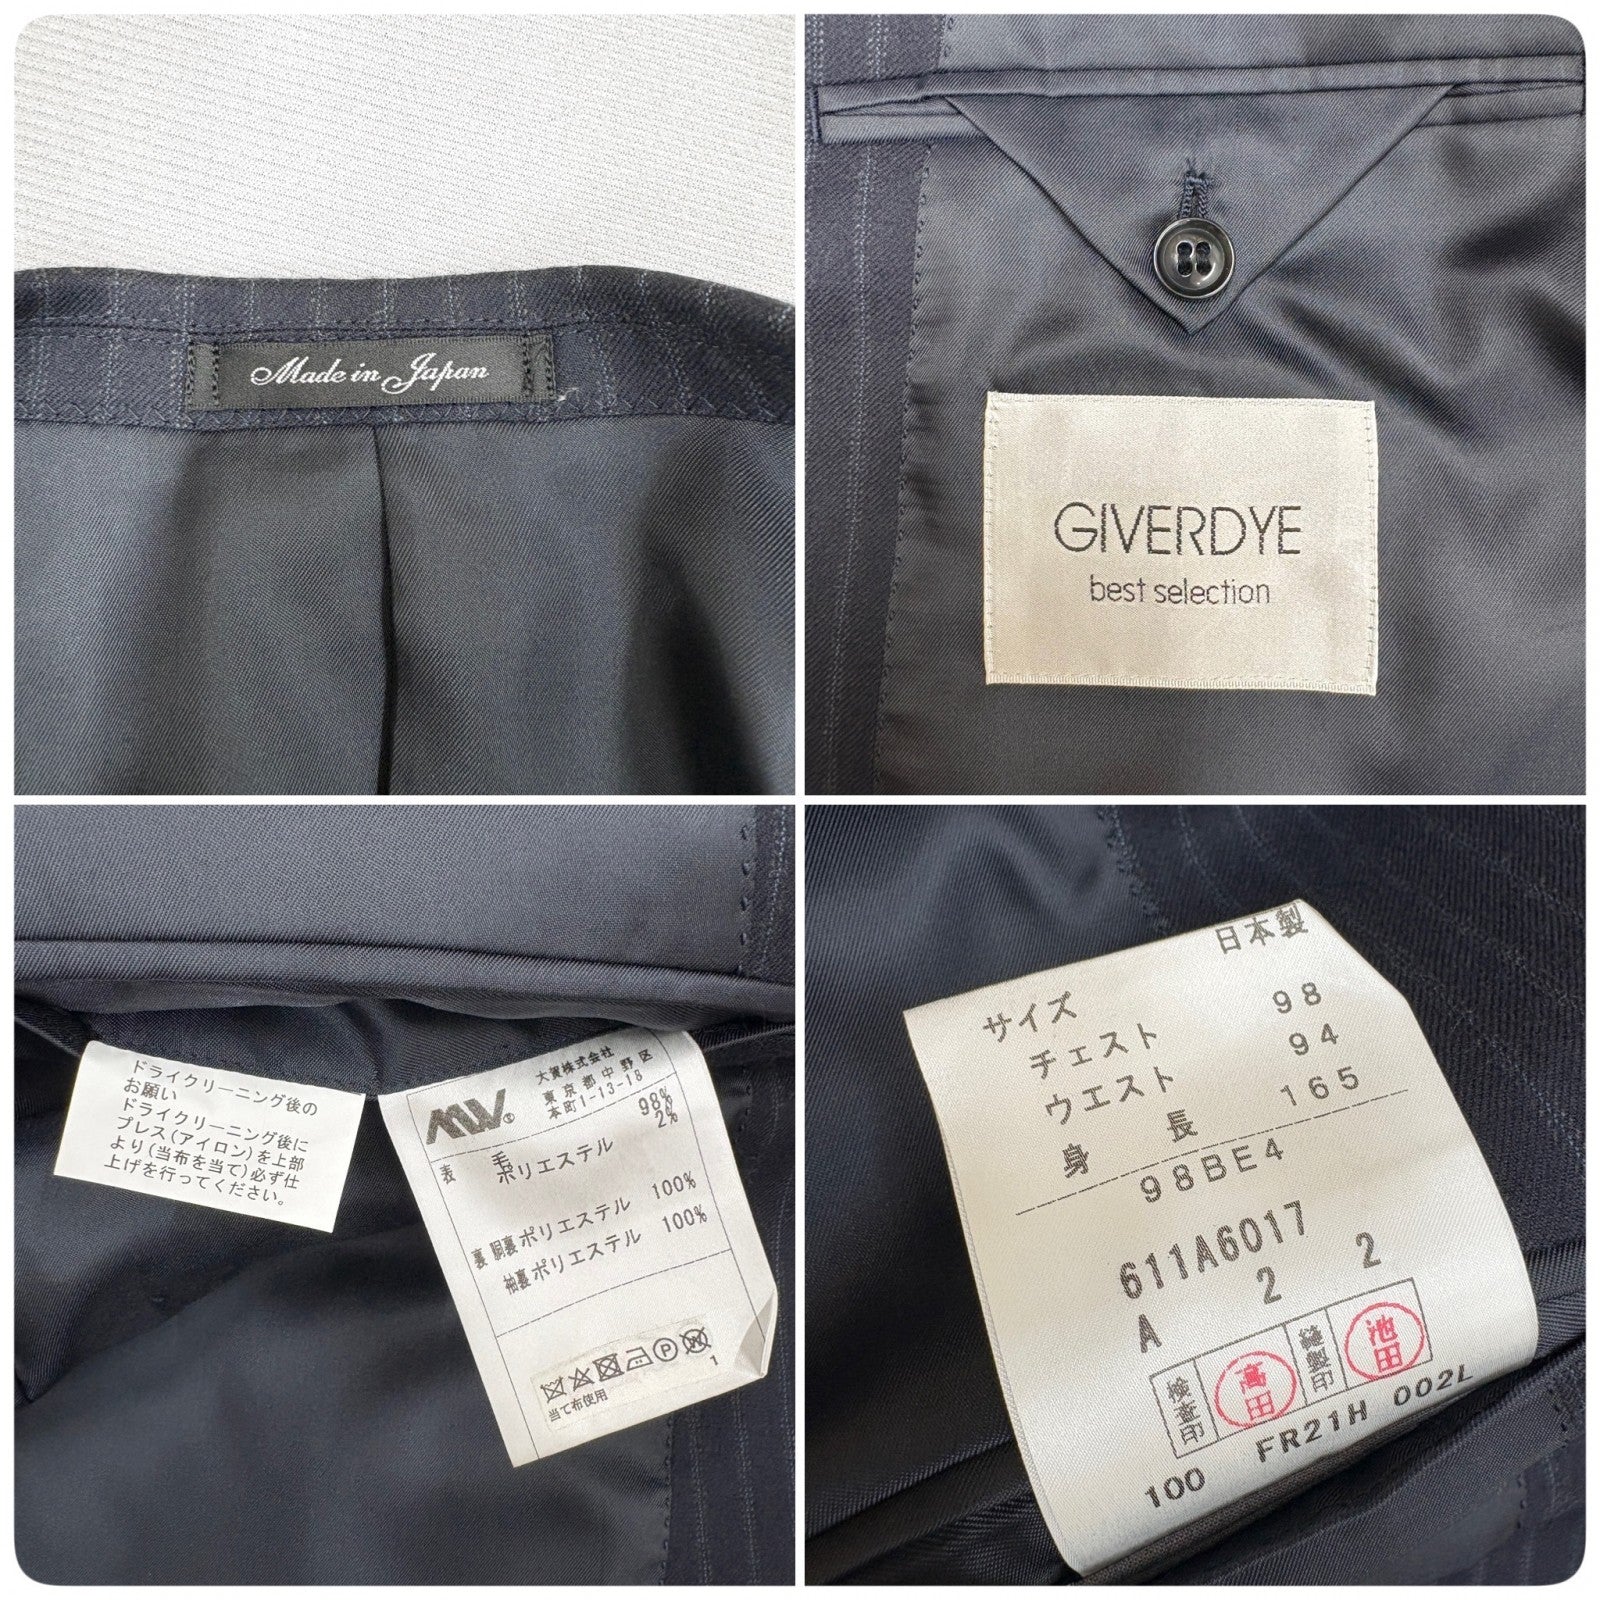 Made in Japan
GIVERDYE
best selection
ドライクリーニング後の
お願い
ドライクリーニング後に
プレス(アイロン)を上部
より(当布を当て)必ず仕
上げを行ってください。
大賀株式会社
東京都中野区
本町1-13-18
表 毛 98%
ポリエステル 2%
裏 胴裏ポリエステル 100%
袖裏ポリエステル 100%
当て布使用
1
日本製
サイズ
チェスト 98
ウエスト 94
身長 165
98BE4
611A6017
A 2 2
検査印 高田 縫製印 池田
100 FR21H 002L